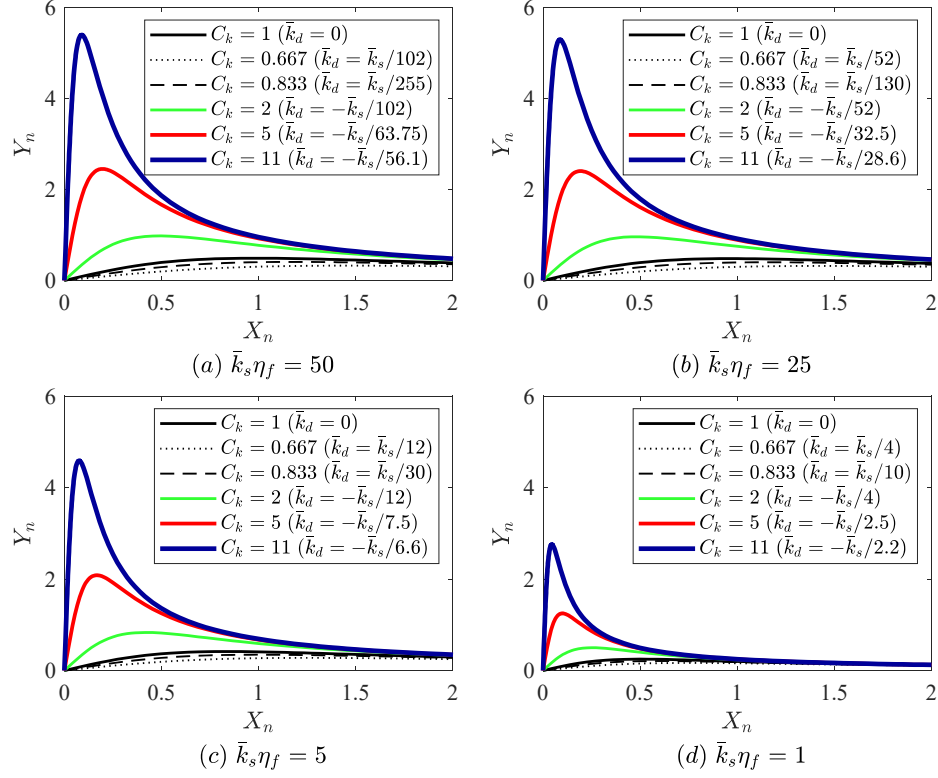 6
4
2
0
Y_n
C_k = 1 (k̄_d = 0)
C_k = 0.667 (k̄_d = k̄_s/102)
C_k = 0.833 (k̄_d = k̄_s/255)
C_k = 2 (k̄_d = −k̄_s/102)
C_k = 5 (k̄_d = −k̄_s/63.75)
C_k = 11 (k̄_d = −k̄_s/56.1)
0 0.5 1 1.5 2
X_n
(a) k̄_sη_f = 50
6
4
2
0
Y_n
C_k = 1 (k̄_d = 0)
C_k = 0.667 (k̄_d = k̄_s/52)
C_k = 0.833 (k̄_d = k̄_s/130)
C_k = 2 (k̄_d = −k̄_s/52)
C_k = 5 (k̄_d = −k̄_s/32.5)
C_k = 11 (k̄_d = −k̄_s/28.6)
0 0.5 1 1.5 2
X_n
(b) k̄_sη_f = 25
6
4
2
0
Y_n
C_k = 1 (k̄_d = 0)
C_k = 0.667 (k̄_d = k̄_s/12)
C_k = 0.833 (k̄_d = k̄_s/30)
C_k = 2 (k̄_d = −k̄_s/12)
C_k = 5 (k̄_d = −k̄_s/7.5)
C_k = 11 (k̄_d = −k̄_s/6.6)
0 0.5 1 1.5 2
X_n
(c) k̄_sη_f = 5
6
4
2
0
Y_n
C_k = 1 (k̄_d = 0)
C_k = 0.667 (k̄_d = k̄_s/4)
C_k = 0.833 (k̄_d = k̄_s/10)
C_k = 2 (k̄_d = −k̄_s/4)
C_k = 5 (k̄_d = −k̄_s/2.5)
C_k = 11 (k̄_d = −k̄_s/2.2)
0 0.5 1 1.5 2
X_n
(d) k̄_sη_f = 1